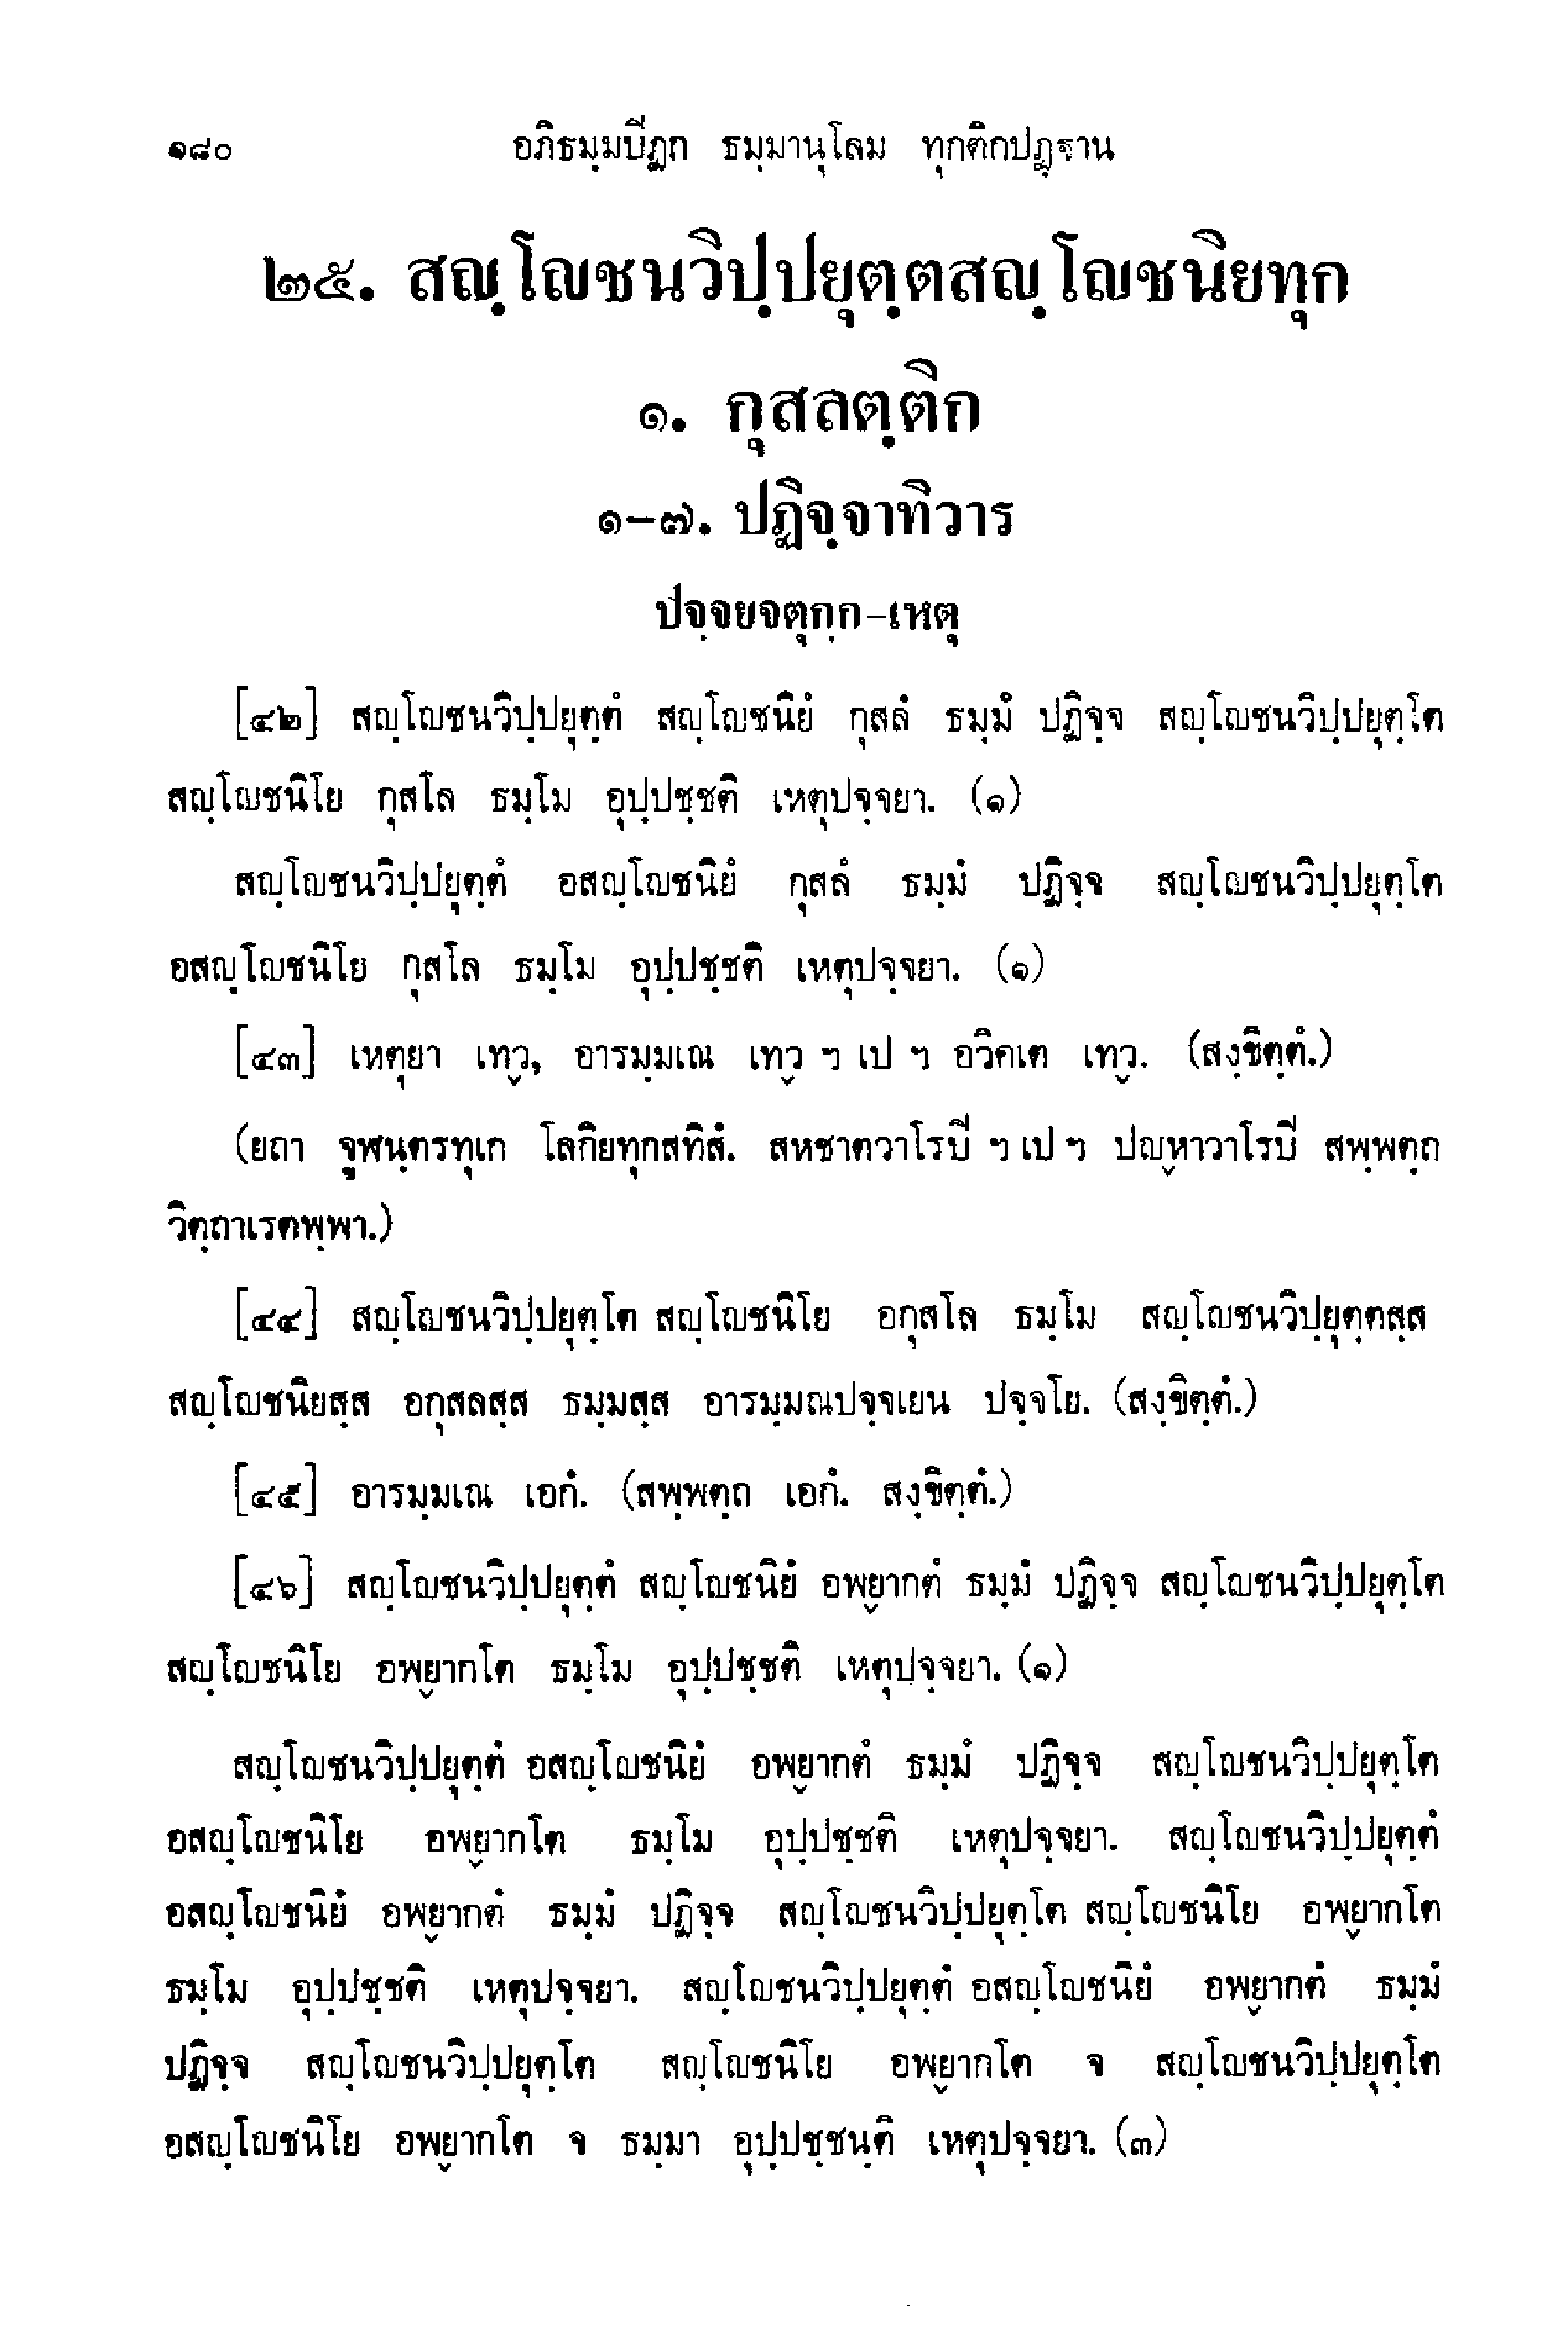 ๑๘๐ อภิธมฺมปิฏก ธมฺมานุโลม ทุกติกปฏฺฐาน
๒๕. สญฺโญชนวิปฺปยุตฺตสญฺโญชนิยทุก
๑. กุสลตฺติก
๑-๗. ปฏิจฺจาทิวาร
ปัจฺจยจตุกฺก-เหตุ
[๔๒] สญฺโญชนวิปฺปยุตฺตํ สญฺโญชนิยํ กุสลํ ธมฺมํ ปฏิจฺจ สญฺโญชนวิปฺปยุตฺโต
สญฺโญชนิโย กุสโล ธมฺโม อุปฺปชฺชติ เหตุปจฺจยา. (๑)
สญฺโญชนวิปฺปยุตฺตํ อสญฺโญชนิยํ กุสลํ ธมฺมํ ปฏิจฺจ สญฺโญชนวิปฺปยุตฺโต
อสญฺโญชนิโย กุสโล ธมฺโม อุปฺปชฺชติ เหตุปจฺจยา. (๑)
[๔๓] เหตุยา เทฺว, อารมฺมเณ เทฺว ฯ เป ฯ อวิคเต เทฺว. (สงฺขิตฺตํ.)
(ยถา จูฬนฺตรทุเก โลกิยทุกสทิสํ. สหชาตวาโรปิ ฯ เป ฯ ปญฺหาวาโรปิ สพฺพตฺถ
วิตฺถาเรตพฺพา.)
[๔๔] สญฺโญชนวิปฺปยุตฺโต สญฺโญชนิโย อกุสโล ธมฺโม สญฺโญชนวิปฺยุตฺตสฺส
สญฺโญชนิยสฺส อกุสลสฺส ธมฺมสฺส อารมฺมณปจฺจเยน ปจฺจโย. (สงฺขิตฺตํ.)
[๔๕] อารมฺมเณ เอกํ. (สพฺพตฺถ เอกํ. สงฺขิตฺตํ.)
[๔๖] สญฺโญชนวิปฺปยุตฺตํ สญฺโญชนิยํ อพฺยากตํ ธมฺมํ ปฏิจฺจ สญฺโญชนวิปฺปยุตฺโต
สญฺโญชนิโย อพฺยากโต ธมฺโม อุปฺปชฺชติ เหตุปจฺจยา. (๑)
สญฺโญชนวิปฺปยุตฺตํ อสญฺโญชนิยํ อพฺยากตํ ธมฺมํ ปฏิจฺจ สญฺโญชนวิปฺปยุตฺโต
อสญฺโญชนิโย อพฺยากโต ธมฺโม อุปฺปชฺชติ เหตุปจฺจยา. สญฺโญชนวิปฺปยุตฺตํ
อสญฺโญชนิยํ อพฺยากตํ ธมฺมํ ปฏิจฺจ สญฺโญชนวิปฺปยุตฺโต สญฺโญชนิโย อพฺยากโต
ธมฺโม อุปฺปชฺชติ เหตุปจฺจยา. สญฺโญชนวิปฺปยุตฺตํ อสญฺโญชนิยํ อพฺยากตํ ธมฺมํ
ปฏิจฺจ สญฺโญชนวิปฺปยุตฺโต สญฺโญชนิโย อพฺยากโต จ สญฺโญชนวิปฺปยุตฺโต
อสญฺโญชนิโย อพฺยากโต จ ธมฺมา อุปฺปชฺชนฺติ เหตุปจฺจยา. (๓)